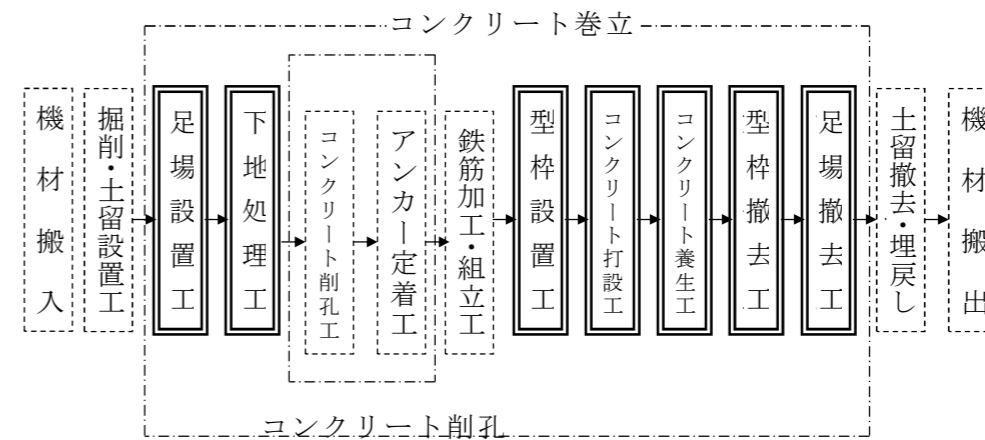 コンクリート巻立
機材搬入
掘削・土留設置工
足場設置工
下地処理工
コンクリート削孔工
アンカー定着工
鉄筋加工・組立工
型枠設置工
コンクリート打設工
コンクリート養生工
型枠撤去工
足場撤去工
土留撤去・埋戻し
機材搬出
コンクリート削孔